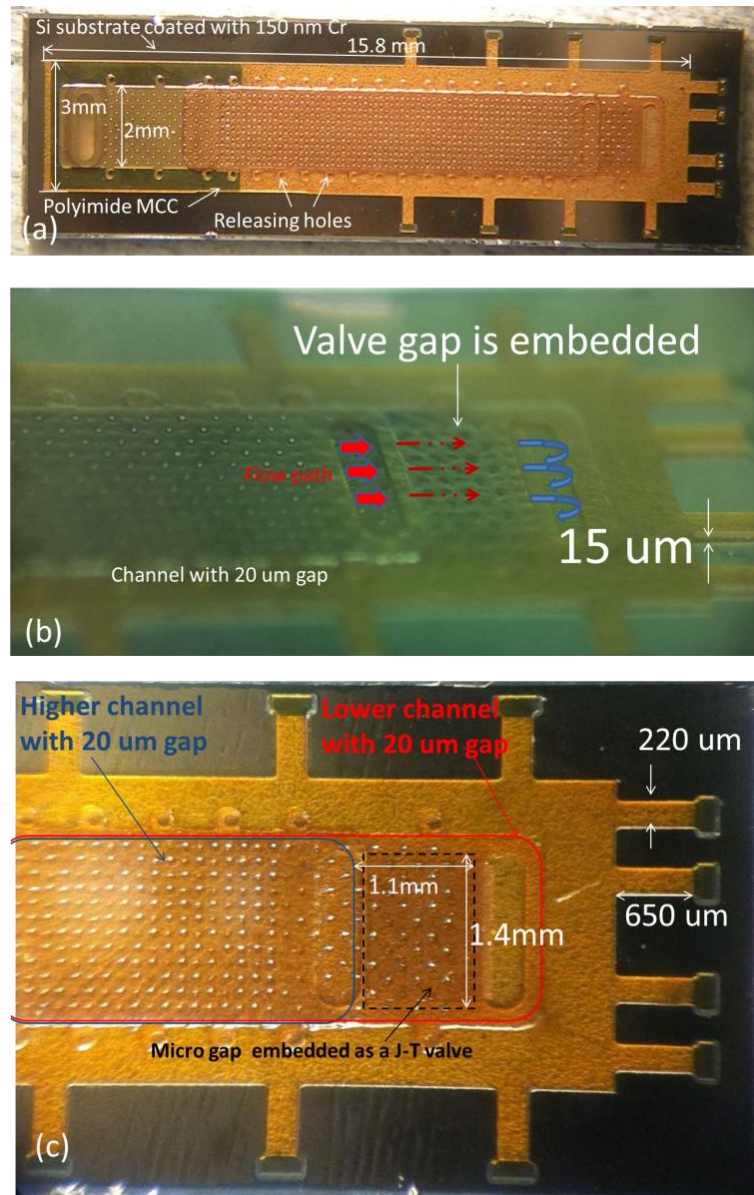 Si substrate coated with 150 nm Cr
15.8 mm
3mm
2mm
Polyimide MCC
Releasing holes
(a)
Valve gap is embedded
Flow path
15 um
Channel with 20 um gap
(b)
Higher channel
with 20 um gap
Lower channel
with 20 um gap
220 um
1.1mm
650 um
1.4mm
Micro gap embedded as a J-T valve
(c)